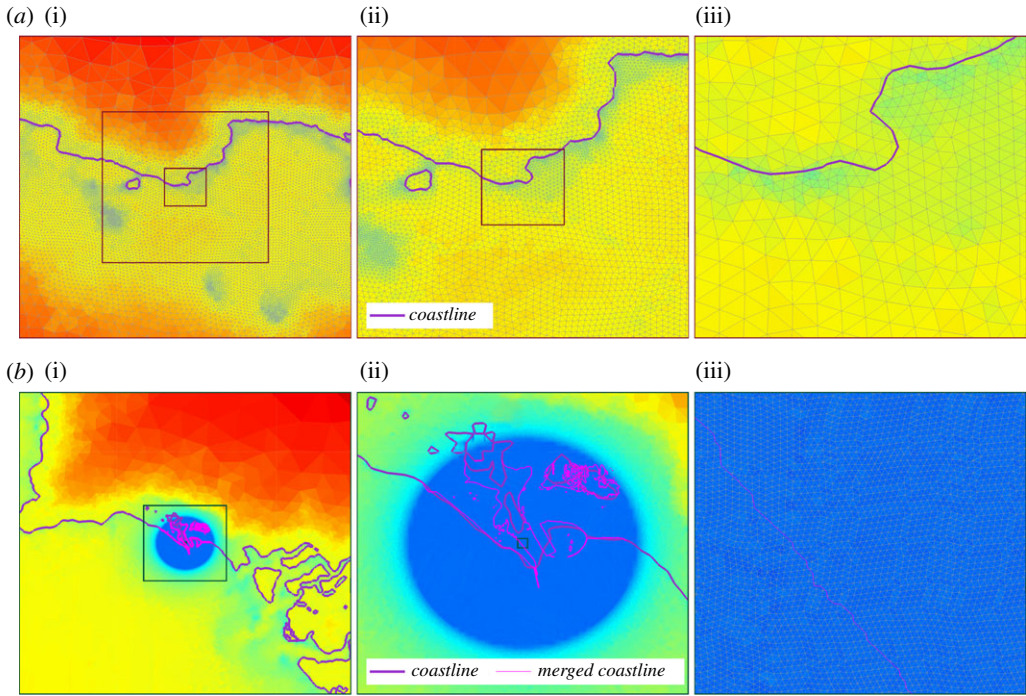 (a) (i) (ii) (iii)
coastline
(b) (i) (ii) (iii)
coastline merged coastline